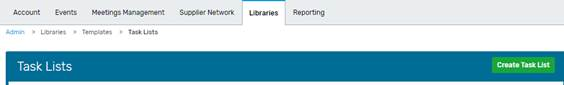 Account Events Meetings Management Supplier Network Libraries Reporting
Admin > Libraries > Templates > Task Lists
Task Lists Create Task List